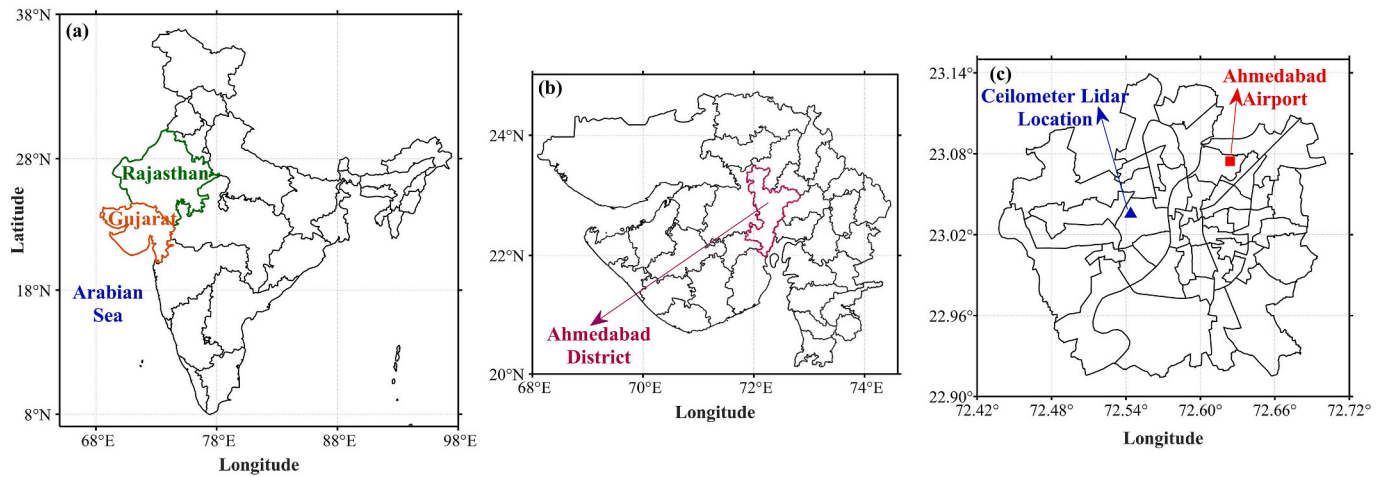 (a)
38°N
28°N
18°N
8°N
Latitude
Rajasthan
Gujarat
Arabian
Sea
68°E
78°E
88°E
98°E
Longitude
(b)
24°N
22°N
20°N
Ahmedabad
District
68°E
70°E
72°E
74°E
Longitude
(c)
23.14°
23.08°
23.02°
22.96°
22.90°
Ceilometer Lidar
Location
Ahmedabad
Airport
72.42°
72.48°
72.54°
72.60°
72.66°
72.72°
Longitude